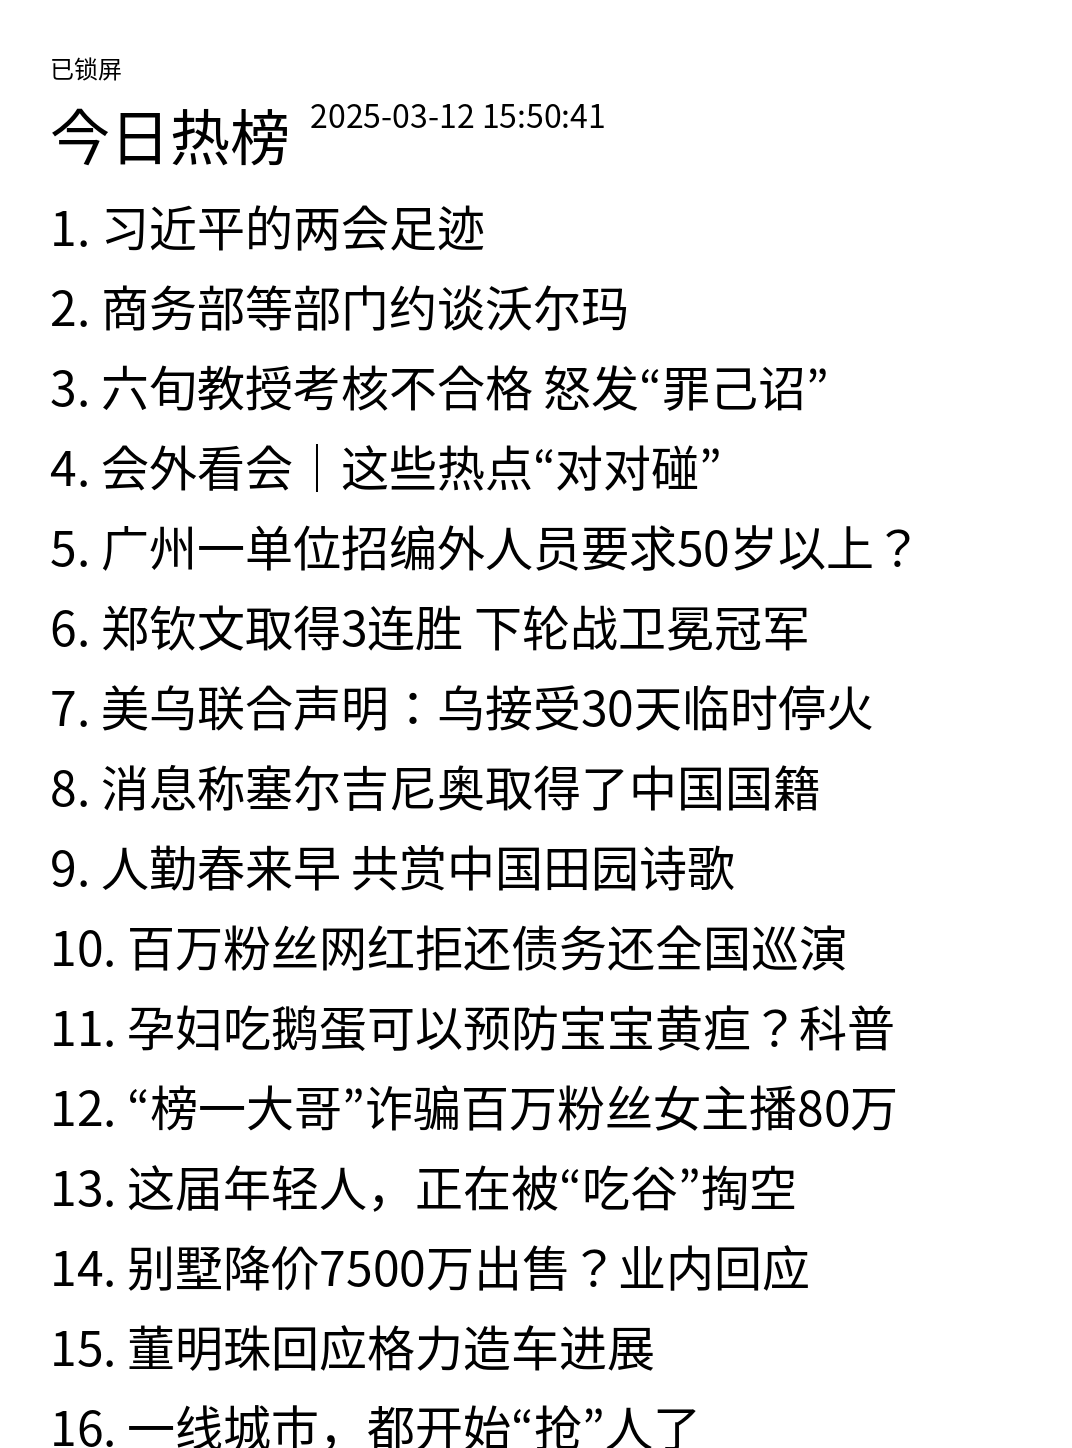 已锁屏
今日热榜 2025-03-12 15:50:41
1. 习近平的两会足迹
2. 商务部等部门约谈沃尔玛
3. 六旬教授考核不合格 怒发“罪己诏”
4. 会外看会｜这些热点“对对碰”
5. 广州一单位招编外人员要求50岁以上？
6. 郑钦文取得3连胜 下轮战卫冕冠军
7. 美乌联合声明：乌接受30天临时停火
8. 消息称塞尔吉尼奥取得了中国国籍
9. 人勤春来早 共赏中国田园诗歌
10. 百万粉丝网红拒还债务还全国巡演
11. 孕妇吃鹅蛋可以预防宝宝黄疸？科普
12. “榜一大哥”诈骗百万粉丝女主播80万
13. 这届年轻人，正在被“吃谷”掏空
14. 别墅降价7500万出售？业内回应
15. 董明珠回应格力造车进展
16. 一线城市，都开始“抢”人了